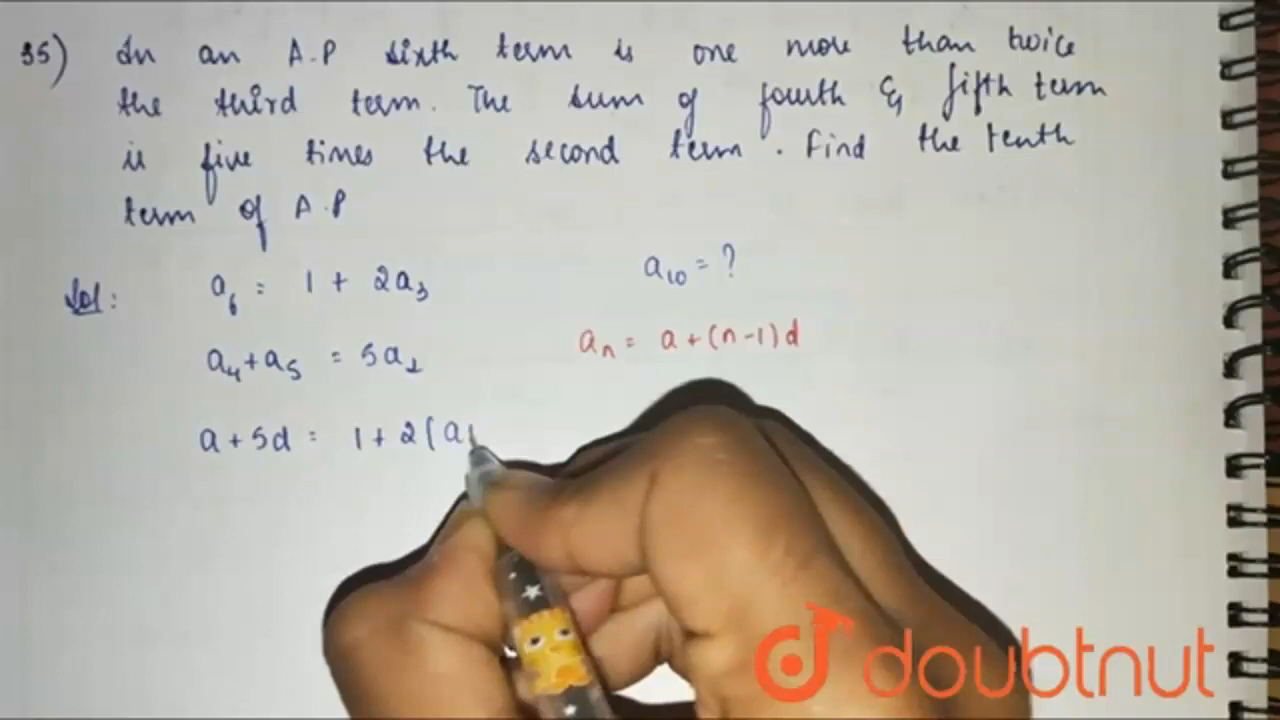 35) In an A.P sixth term is one more than twice
the third term. The sum of fourth & fifth term
is five times the second term. Find the tenth
term of A.P
Sol: a₆ = 1 + 2a₃
a₁₀ = ?
a₄+a₅ = 5a₂
aₙ = a+(n-1)d
a+5d = 1+2(a
doubtnut